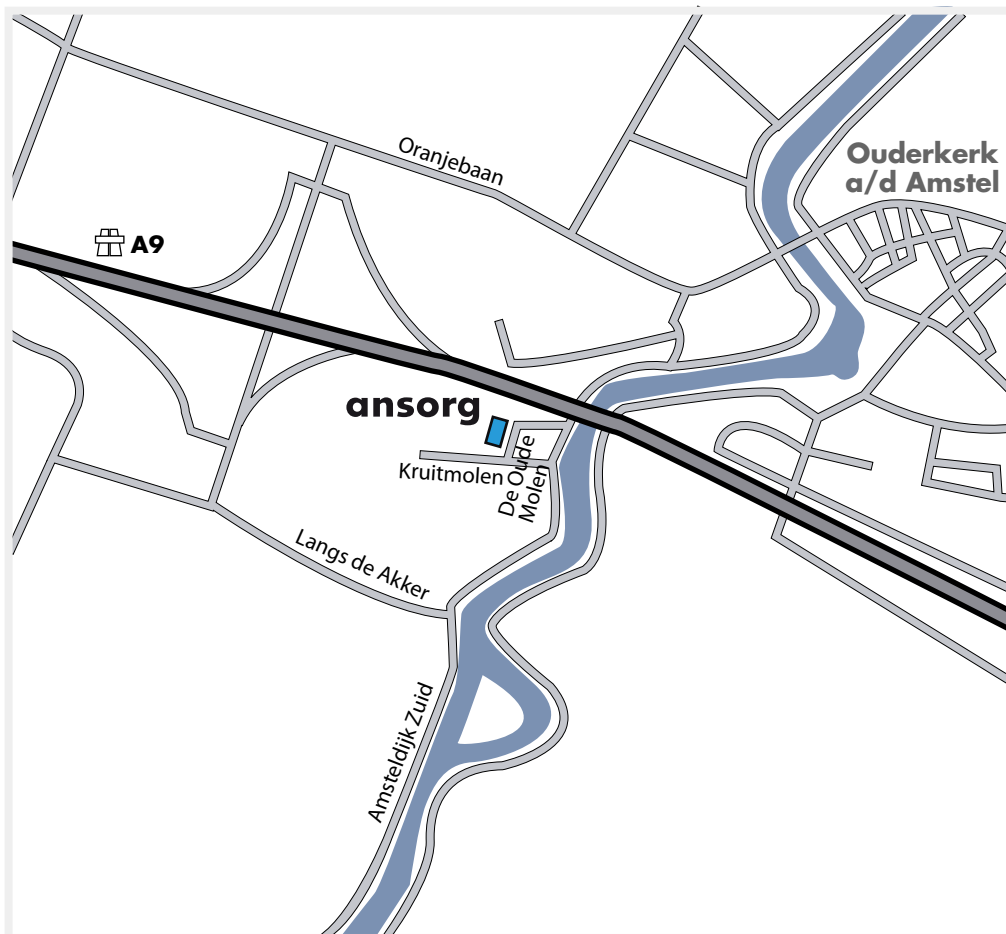 Oranjebaan
Ouderkerk
a/d Amstel
A9
ansorg
Kruitmolen
De Oude
Molen
Langs de Akker
Amsteldijk Zuid